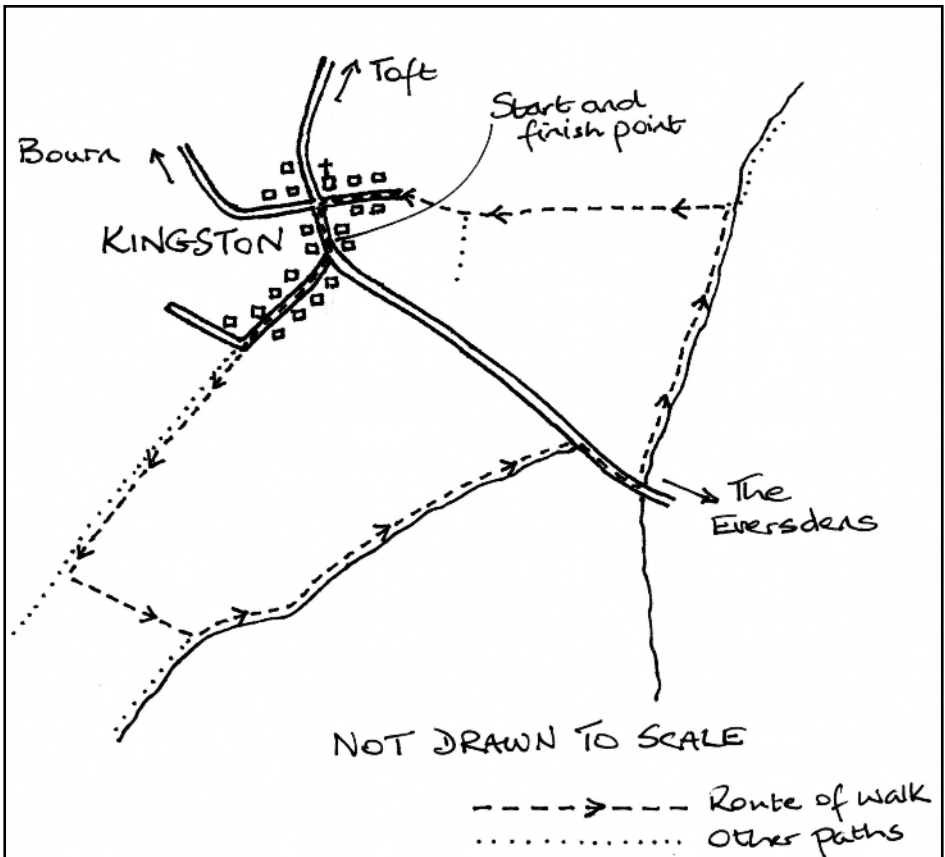 Toft
Start and
finish point
Bourn
KINGSTON
The
Eversdens
NOT DRAWN TO SCALE
Route of walk
Other paths